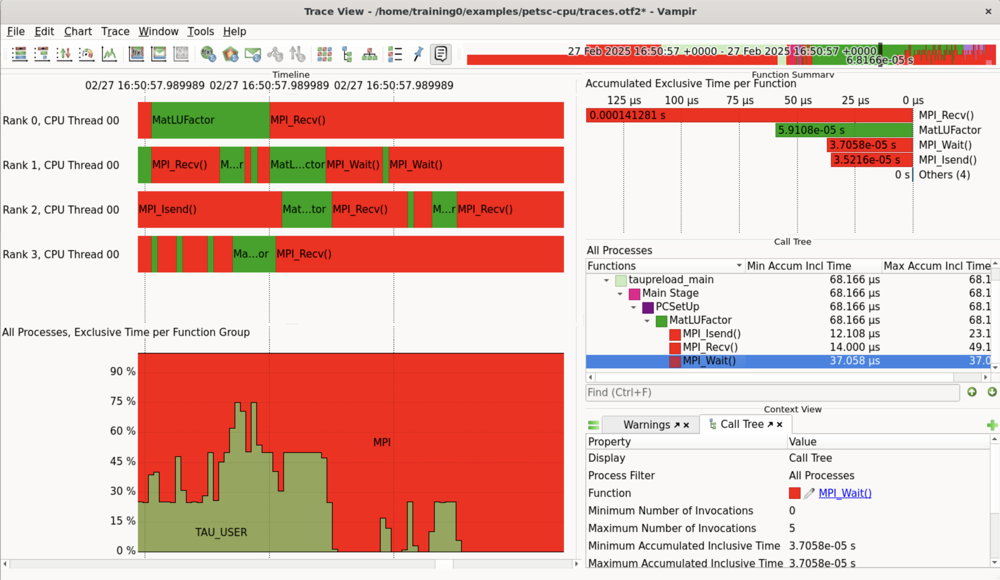 Trace View - /home/training0/examples/petsc-cpu/traces.otf2* - Vampir
File Edit Chart Trace Window Tools Help
27 Feb 2025 16:50:57 +0000 - 27 Feb 2025 16:50:57 +0000
6.8166e-05 s
Timeline
02/27 16:50:57.989989 02/27 16:50:57.989989 02/27 16:50:57.989989
Rank 0, CPU Thread 00 MatLUFactor MPI_Recv()
Rank 1, CPU Thread 00 MPI_Recv() M...r MatL...ctor MPI_Wait() MPI_Wait()
Rank 2, CPU Thread 00 MPI_Isend() Mat...tor MPI_Recv() M...r MPI_Recv()
Rank 3, CPU Thread 00 Ma...or MPI_Recv()
All Processes, Exclusive Time per Function Group
90 %
75 %
60 %
MPI
45 %
30 %
15 %
TAU_USER
0 %
Function Summary
Accumulated Exclusive Time per Function
125 µs 100 µs 75 µs 50 µs 25 µs 0 µs
0.000141281 s MPI_Recv()
5.9108e-05 s MatLUFactor
3.7058e-05 s MPI_Wait()
3.5216e-05 s MPI_Isend()
0 s Others (4)
Call Tree
All Processes
Functions Min Accum Incl Time Max Accum Incl Time
taupreload_main 68.166 µs 68.1
Main Stage 68.166 µs 68.1
PCSetUp 68.166 µs 68.1
MatLUFactor 68.166 µs 68.1
MPI_Isend() 12.108 µs 23.1
MPI_Recv() 14.000 µs 49.1
MPI_Wait() 37.058 µs 37.0
Find (Ctrl+F)
Context View
Warnings Call Tree
Property Value
Display Call Tree
Process Filter All Processes
Function MPI_Wait()
Minimum Number of Invocations 0
Maximum Number of Invocations 5
Minimum Accumulated Inclusive Time 3.7058e-05 s
Maximum Accumulated Inclusive Time 3.7058e-05 s